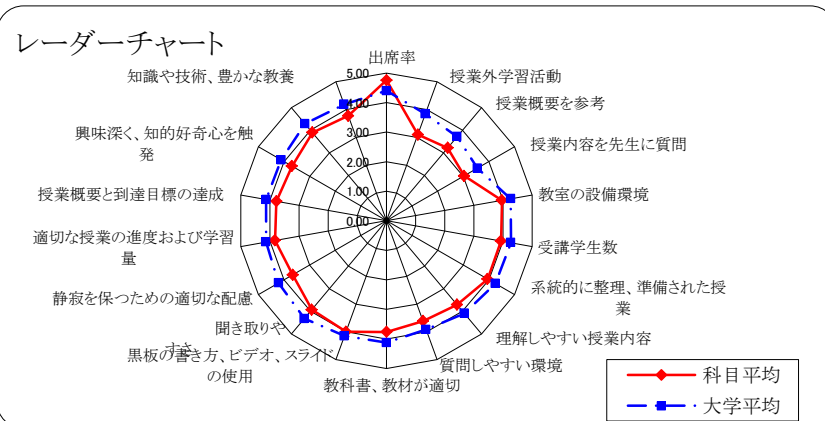 レーダーチャート
出席率
授業外学習活動
授業概要を参考
授業内容を先生に質問
教室の設備環境
受講学生数
系統的に整理、準備された授
業
理解しやすい授業内容
質問しやすい環境
教科書、教材が適切
黒板の書き方、ビデオ、スライド
の使用
聞き取りや
すさ
静寂を保つための適切な配慮
適切な授業の進度および学習
量
授業概要と到達目標の達成
興味深く、知的好奇心を触
発
知識や技術、豊かな教養
5.00
4.00
3.00
2.00
1.00
0.00
科目平均
大学平均